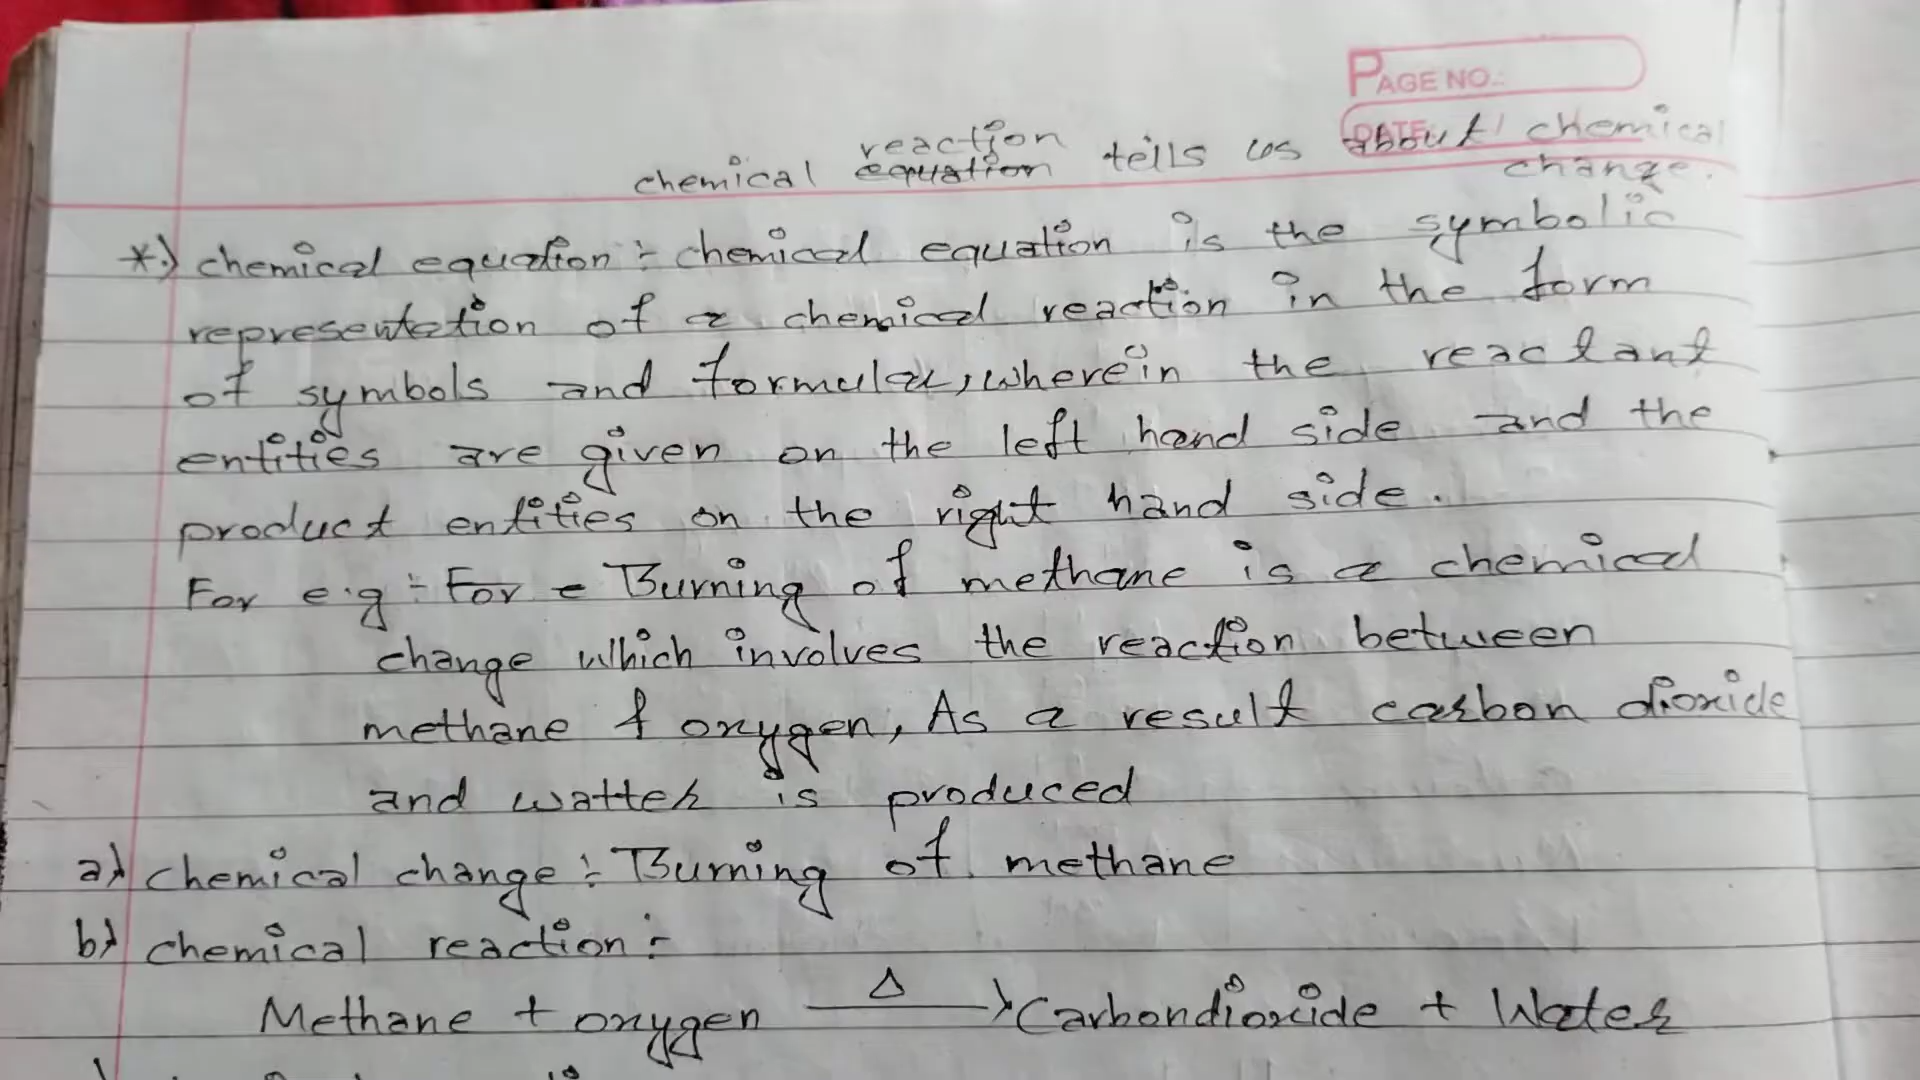 PAGE NO.:
DATE
reaction
chemical equation tells us about chemical
change.
*.) chemical equation :- chemical equation is the symbolic
representation of a chemical reaction in the form
of symbols and formulae, wherein the reactant
entities are given on the left hand side and the
product entities on the right hand side.
For e.g :- For e Burning of methane is a chemical
change which involves the reaction between
methane & oxygen, As a result carbon dioxide
and watter is produced
a) chemical change :- Burning of methane
b) chemical reaction :-
Δ
Methane + oxygen → Carbondioxide + Water